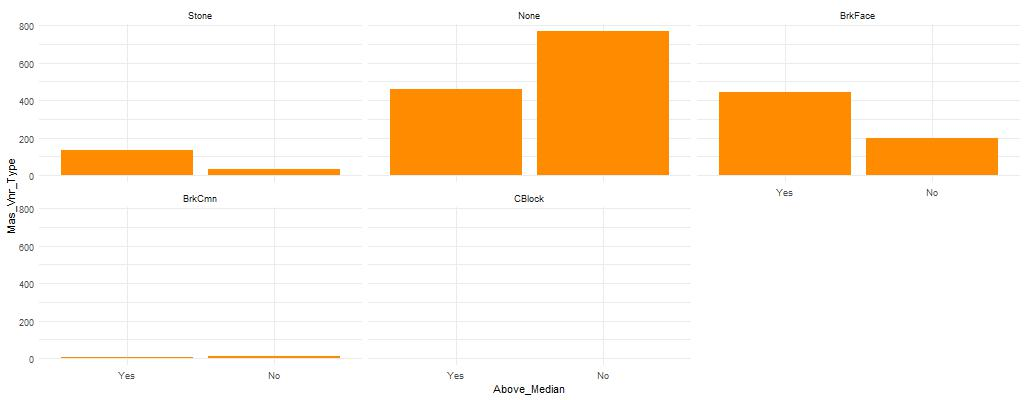 Stone
None
BrkFace
800
600
400
200
0
Yes
No
BrkCmn
CBlock
800
600
400
200
0
Yes
No
Yes
No
Mas_Vnr_Type
Above_Median